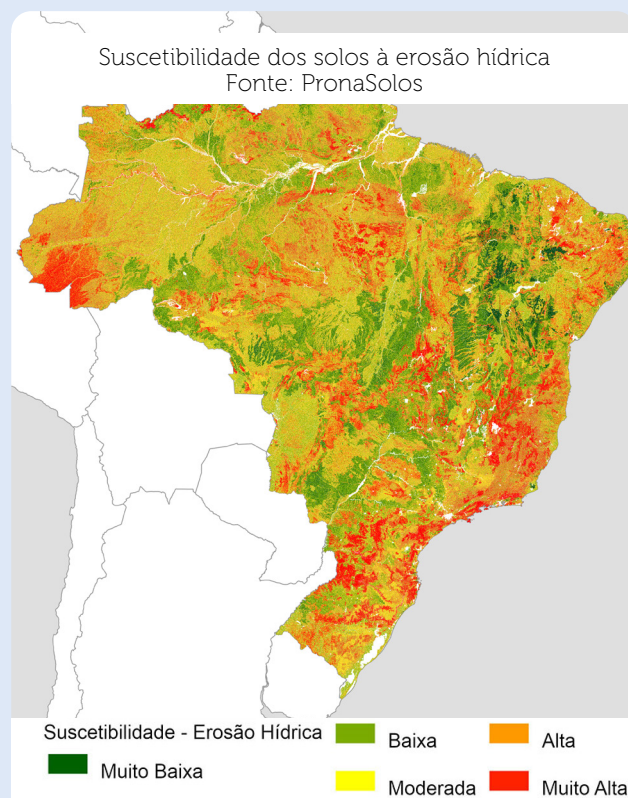 Suscetibilidade dos solos à erosão hídrica
Fonte: PronaSolos
Suscetibilidade - Erosão Hídrica
Muito Baixa
Baixa
Moderada
Alta
Muito Alta